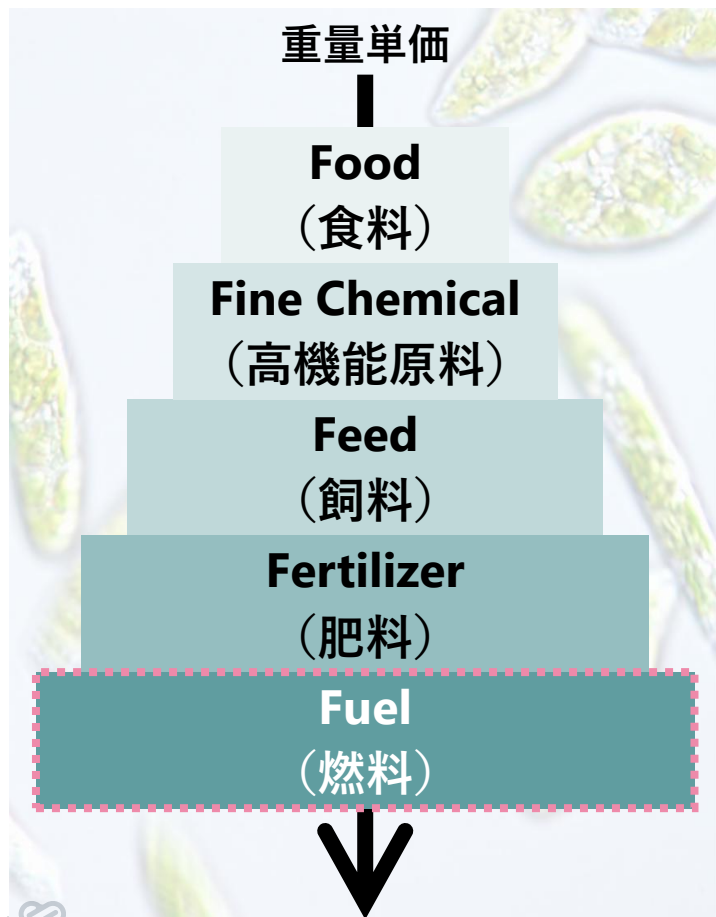 重量単価
Food
（食料）
Fine Chemical
（高機能原料）
Feed
（飼料）
Fertilizer
（肥料）
Fuel
（燃料）